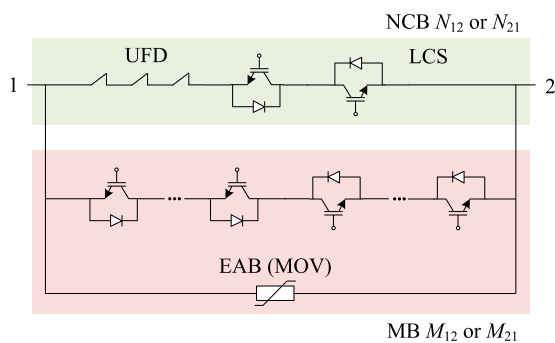 NCB N₁₂ or N₂₁
UFD
LCS
1
2
EAB (MOV)
MB M₁₂ or M₂₁